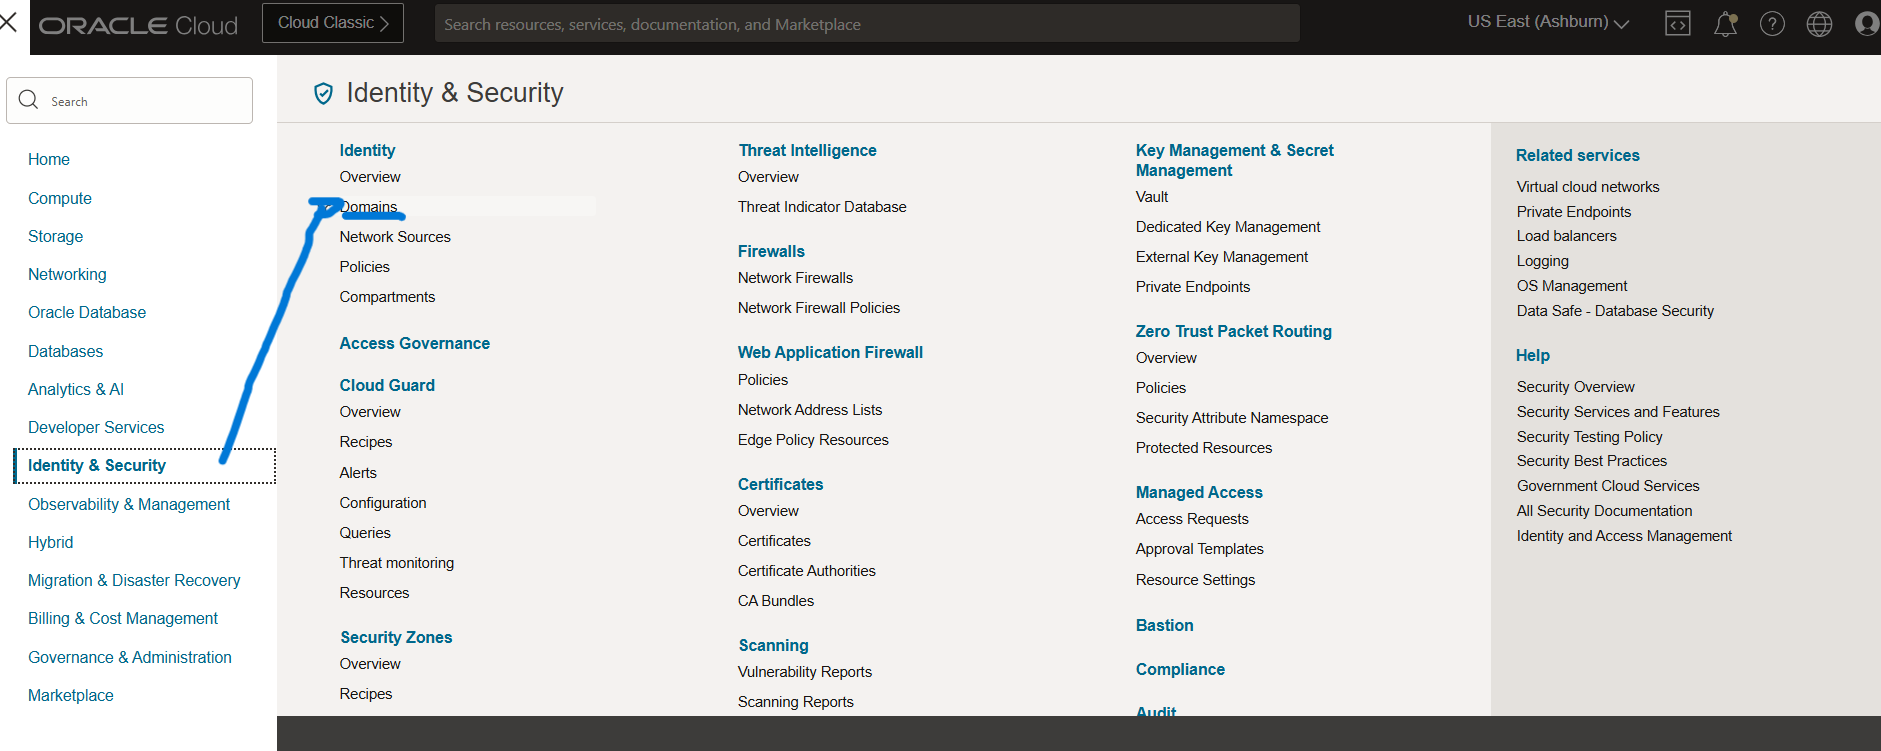 ORACLE Cloud
Cloud Classic
Search resources, services, documentation, and Marketplace
US East (Ashburn)
Search
Home
Compute
Storage
Networking
Oracle Database
Databases
Analytics & AI
Developer Services
Identity & Security
Observability & Management
Hybrid
Migration & Disaster Recovery
Billing & Cost Management
Governance & Administration
Marketplace
Identity & Security
Identity
Overview
Domains
Network Sources
Policies
Compartments
Access Governance
Cloud Guard
Overview
Recipes
Alerts
Configuration
Queries
Threat monitoring
Resources
Security Zones
Overview
Recipes
Threat Intelligence
Overview
Threat Indicator Database
Firewalls
Network Firewalls
Network Firewall Policies
Web Application Firewall
Policies
Network Address Lists
Edge Policy Resources
Certificates
Overview
Certificates
Certificate Authorities
CA Bundles
Scanning
Vulnerability Reports
Scanning Reports
Key Management & Secret
Management
Vault
Dedicated Key Management
External Key Management
Private Endpoints
Zero Trust Packet Routing
Overview
Policies
Security Attribute Namespace
Protected Resources
Managed Access
Access Requests
Approval Templates
Resource Settings
Bastion
Compliance
Audit
Related services
Virtual cloud networks
Private Endpoints
Load balancers
Logging
OS Management
Data Safe - Database Security
Help
Security Overview
Security Services and Features
Security Testing Policy
Security Best Practices
Government Cloud Services
All Security Documentation
Identity and Access Management